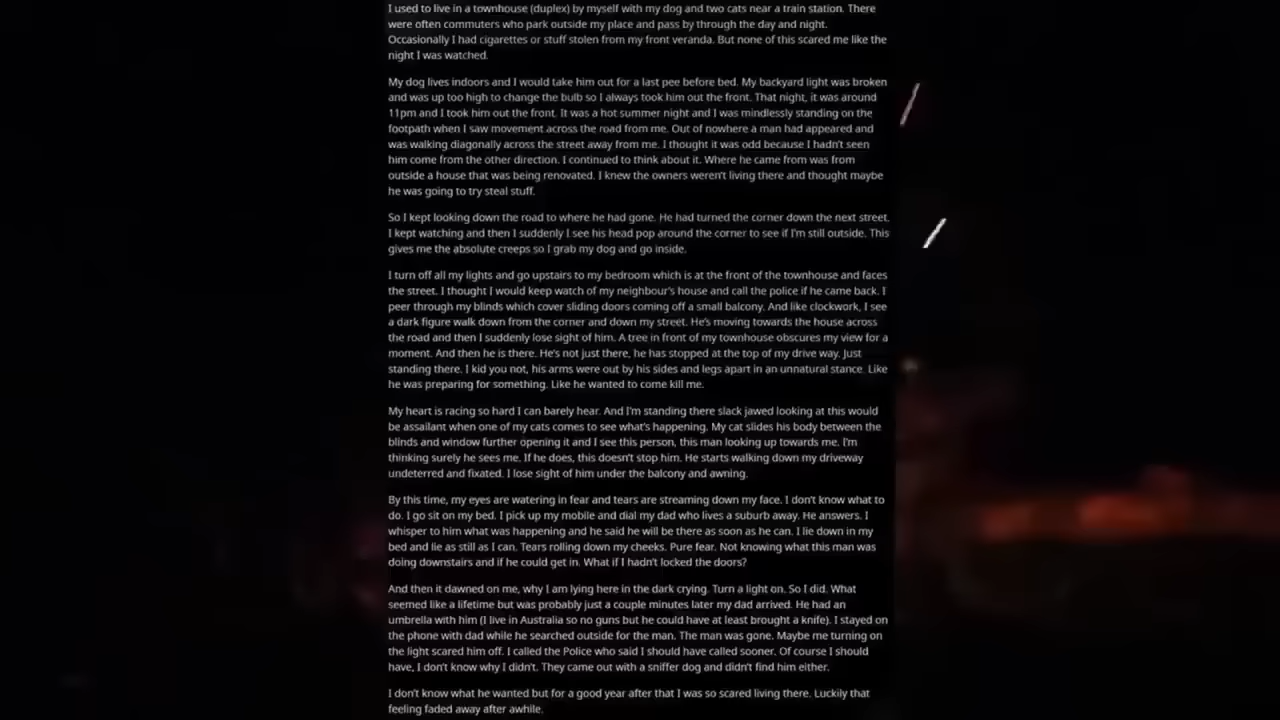 I used to live in a townhouse (duplex) by myself with my dog and two cats near a train station. There
were often commuters who park outside my place and pass by through the day and night.
Occasionally I had cigarettes or stuff stolen from my front veranda. But none of this scared me like the
night I was watched.
My dog lives indoors and I would take him out for a last pee before bed. My backyard light was broken
and was up too high to change the bulb so I always took him out the front. That night, it was around
11pm and I took him out the front. It was a hot summer night and I was mindlessly standing on the
footpath when I saw movement across the road from me. Out of nowhere a man had appeared and
was walking diagonally across the street away from me. I thought it was odd because I hadn't seen
him come from the other direction. I continued to think about it. Where he came from was from
outside a house that was being renovated. I knew the owners weren't living there and thought maybe
he was going to try steal stuff.
So I kept looking down the road to where he had gone. He had turned the corner down the next street.
I kept watching and then I suddenly I see his head pop around the corner to see if I'm still outside. This
gives me the absolute creeps so I grab my dog and go inside.
I turn off all my lights and go upstairs to my bedroom which is at the front of the townhouse and faces
the street. I thought I would keep watch of my neighbour's house and call the police if he came back. I
peer through my blinds which cover sliding doors coming off a small balcony. And like clockwork, I see
a dark figure walk down from the corner and down my street. He's moving towards the house across
the road and then I suddenly lose sight of him. A tree in front of my townhouse obscures my view for a
moment. And then he is there. He's not just there, he has stopped at the top of my drive way. Just
standing there. I kid you not, his arms were out by his sides and legs apart in an unnatural stance. Like
he was preparing for something. Like he wanted to come kill me.
My heart is racing so hard I can barely hear. And I'm standing there slack jawed looking at this would
be assailant when one of my cats comes to see what's happening. My cat slides his body between the
blinds and window further opening it and I see this person, this man looking up towards me. I'm
thinking surely he sees me. If he does, this doesn't stop him. He starts walking down my driveway
undeterred and fixated. I lose sight of him under the balcony and awning.
By this time, my eyes are watering in fear and tears are streaming down my face. I don't know what to
do. I go sit on my bed. I pick up my mobile and dial my dad who lives a suburb away. He answers. I
whisper to him what was happening and he said he will be there as soon as he can. I lie down in my
bed and lie as still as I can. Tears rolling down my cheeks. Pure fear. Not knowing what this man was
doing downstairs and if he could get in. What if I hadn't locked the doors?
And then it dawned on me, why I am lying here in the dark crying. Turn a light on. So I did. What
seemed like a lifetime but was probably just a couple minutes later my dad arrived. He had an
umbrella with him (I live in Australia so no guns but he could have at least brought a knife). I stayed on
the phone with dad while he searched outside for the man. The man was gone. Maybe me turning on
the light scared him off. I called the Police who said I should have called sooner. Of course I should
have, I don't know why I didn't. They came out with a sniffer dog and didn't find him either.
I don't know what he wanted but for a good year after that I was so scared living there. Luckily that
feeling faded away after awhile.